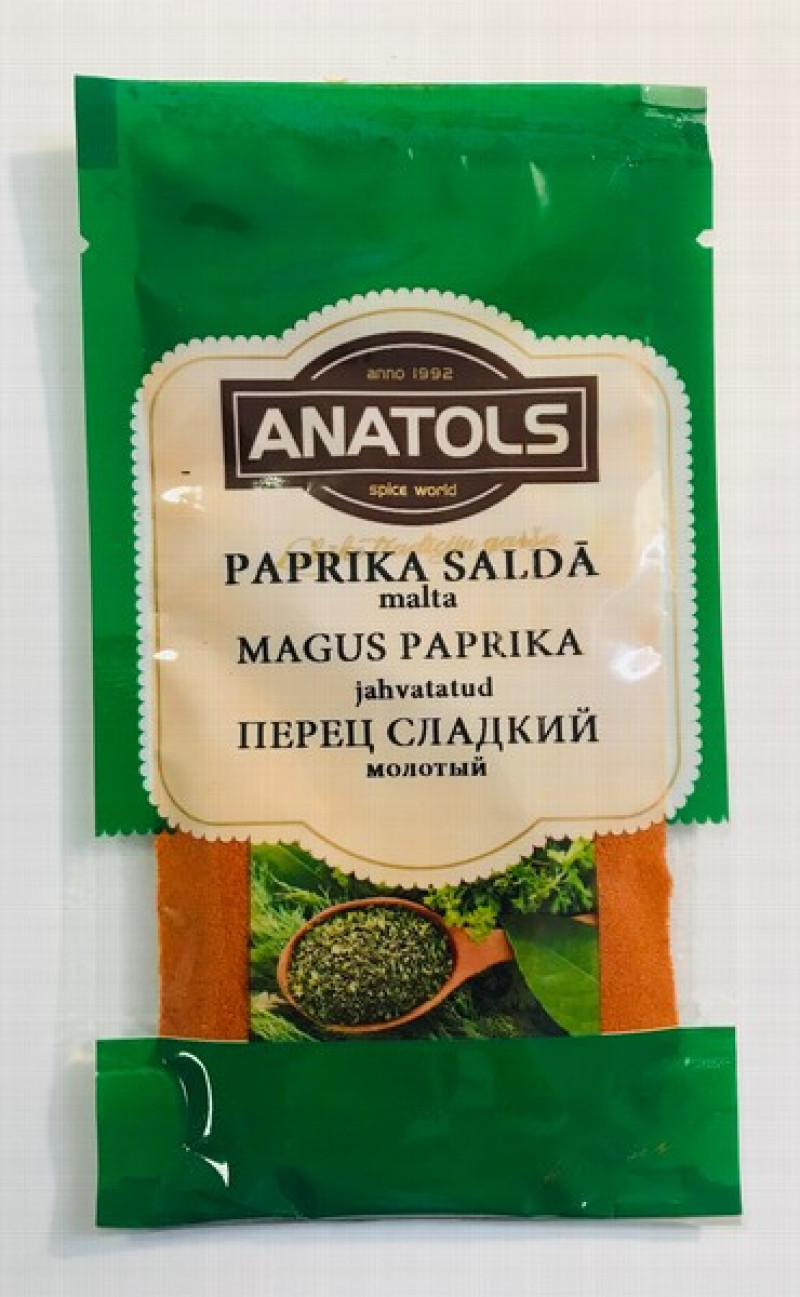 anno 1992
ANATOLS
spice world
PAPRIKA SALDĀ
malta
MAGUS PAPRIKA
jahvatatud
ПЕРЕЦ СЛАДКИЙ
молотый